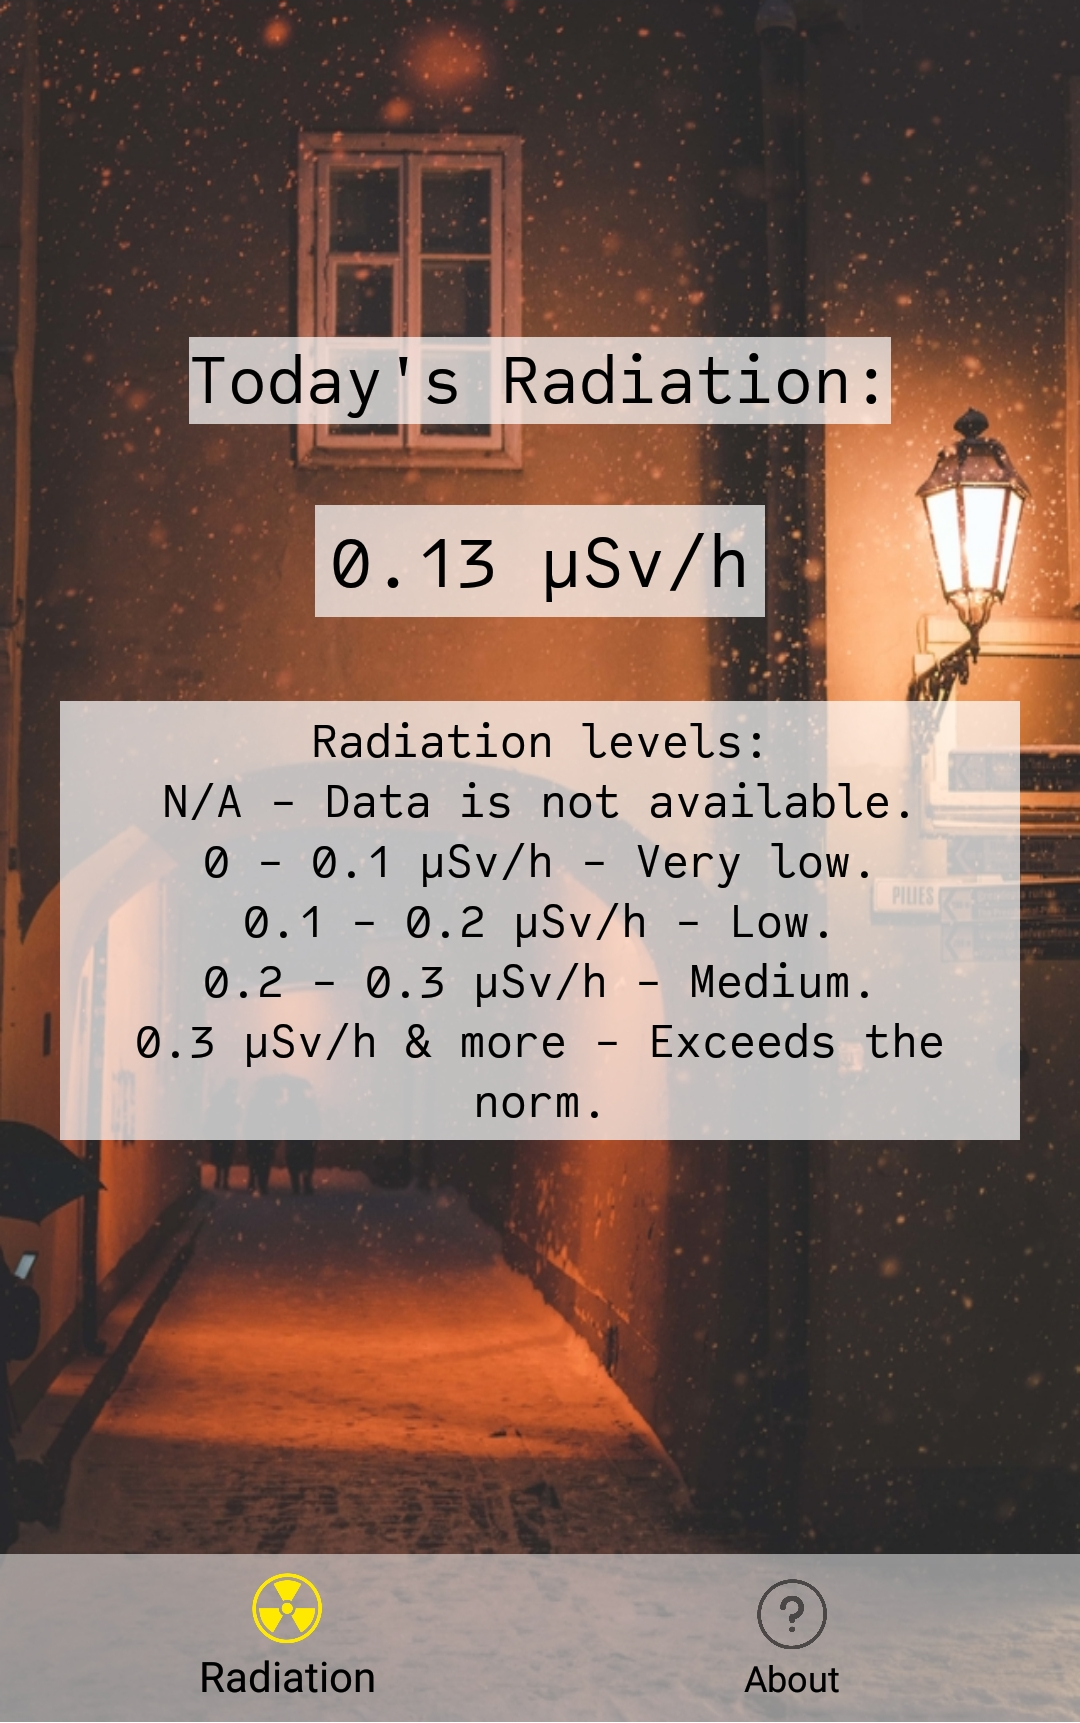 Today's Radiation:
0.13 µSv/h
Radiation levels:
N/A – Data is not available.
0 – 0.1 µSv/h – Very low.
0.1 – 0.2 µSv/h – Low.
0.2 – 0.3 µSv/h – Medium.
0.3 µSv/h & more – Exceeds the
norm.
PILIES
Radiation
About